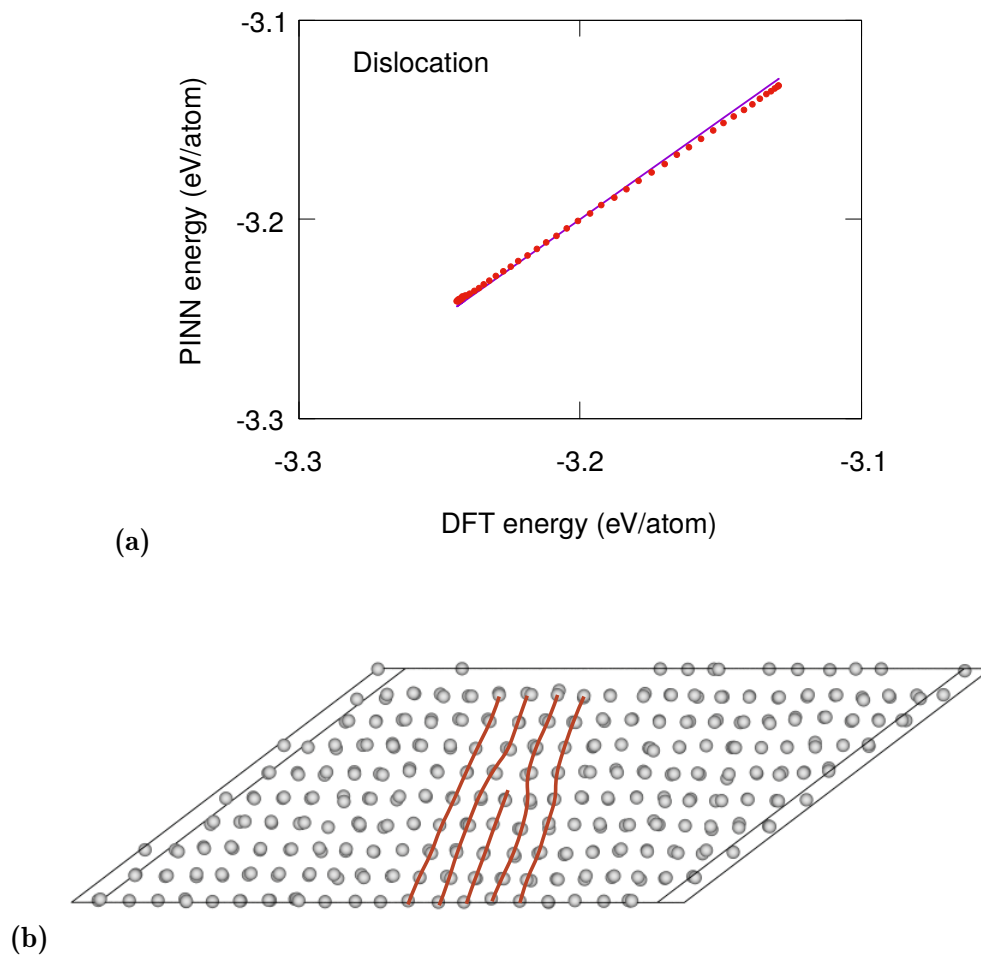 -3.1
Dislocation
PINN energy (eV/atom)
-3.2
-3.3
-3.3 -3.2 -3.1
DFT energy (eV/atom)
(a)
(b)